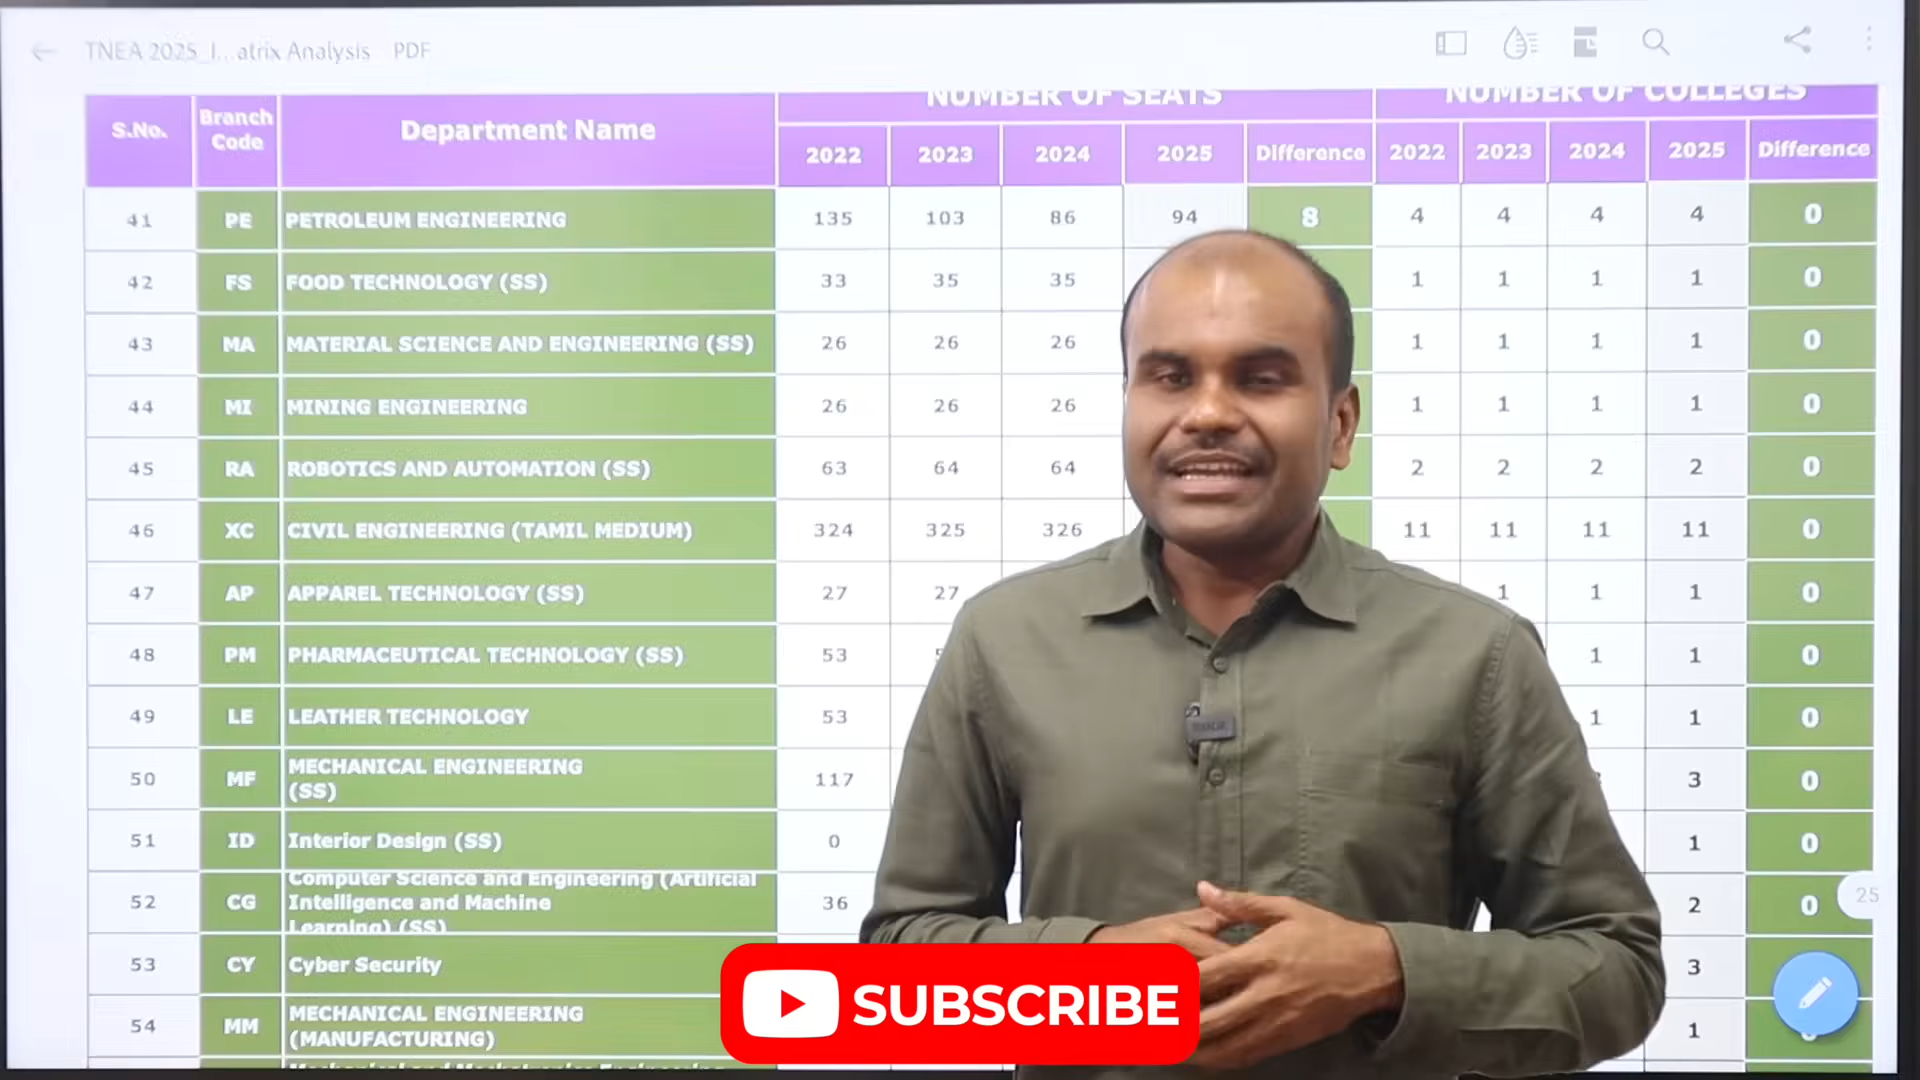 TNEA 2025_I... atrix Analysis PDF
NUMBER OF SEATS NUMBER OF COLLEGES
S.No. Branch Code Department Name 2022 2023 2024 2025 Difference 2022 2023 2024 2025 Difference
41 PE PETROLEUM ENGINEERING 135 103 86 94 8 4 4 4 4 0
42 FS FOOD TECHNOLOGY (SS) 33 35 35 1 1 1 1 0
43 MA MATERIAL SCIENCE AND ENGINEERING (SS) 26 26 26 1 1 1 1 0
44 MI MINING ENGINEERING 26 26 26 1 1 1 1 0
45 RA ROBOTICS AND AUTOMATION (SS) 63 64 64 2 2 2 2 0
46 XC CIVIL ENGINEERING (TAMIL MEDIUM) 324 325 326 11 11 11 11 0
47 AP APPAREL TECHNOLOGY (SS) 27 27 1 1 1 0
48 PM PHARMACEUTICAL TECHNOLOGY (SS) 53 1 1 0
49 LE LEATHER TECHNOLOGY 53 1 1 0
50 MF MECHANICAL ENGINEERING
(SS) 117 3 0
51 ID Interior Design (SS) 0 1 0
52 CG Computer Science and Engineering (Artificial
Intelligence and Machine
Learning) (SS) 36 2 0
25
53 CY Cyber Security 3
54 MM MECHANICAL ENGINEERING
(MANUFACTURING) 1
SUBSCRIBE